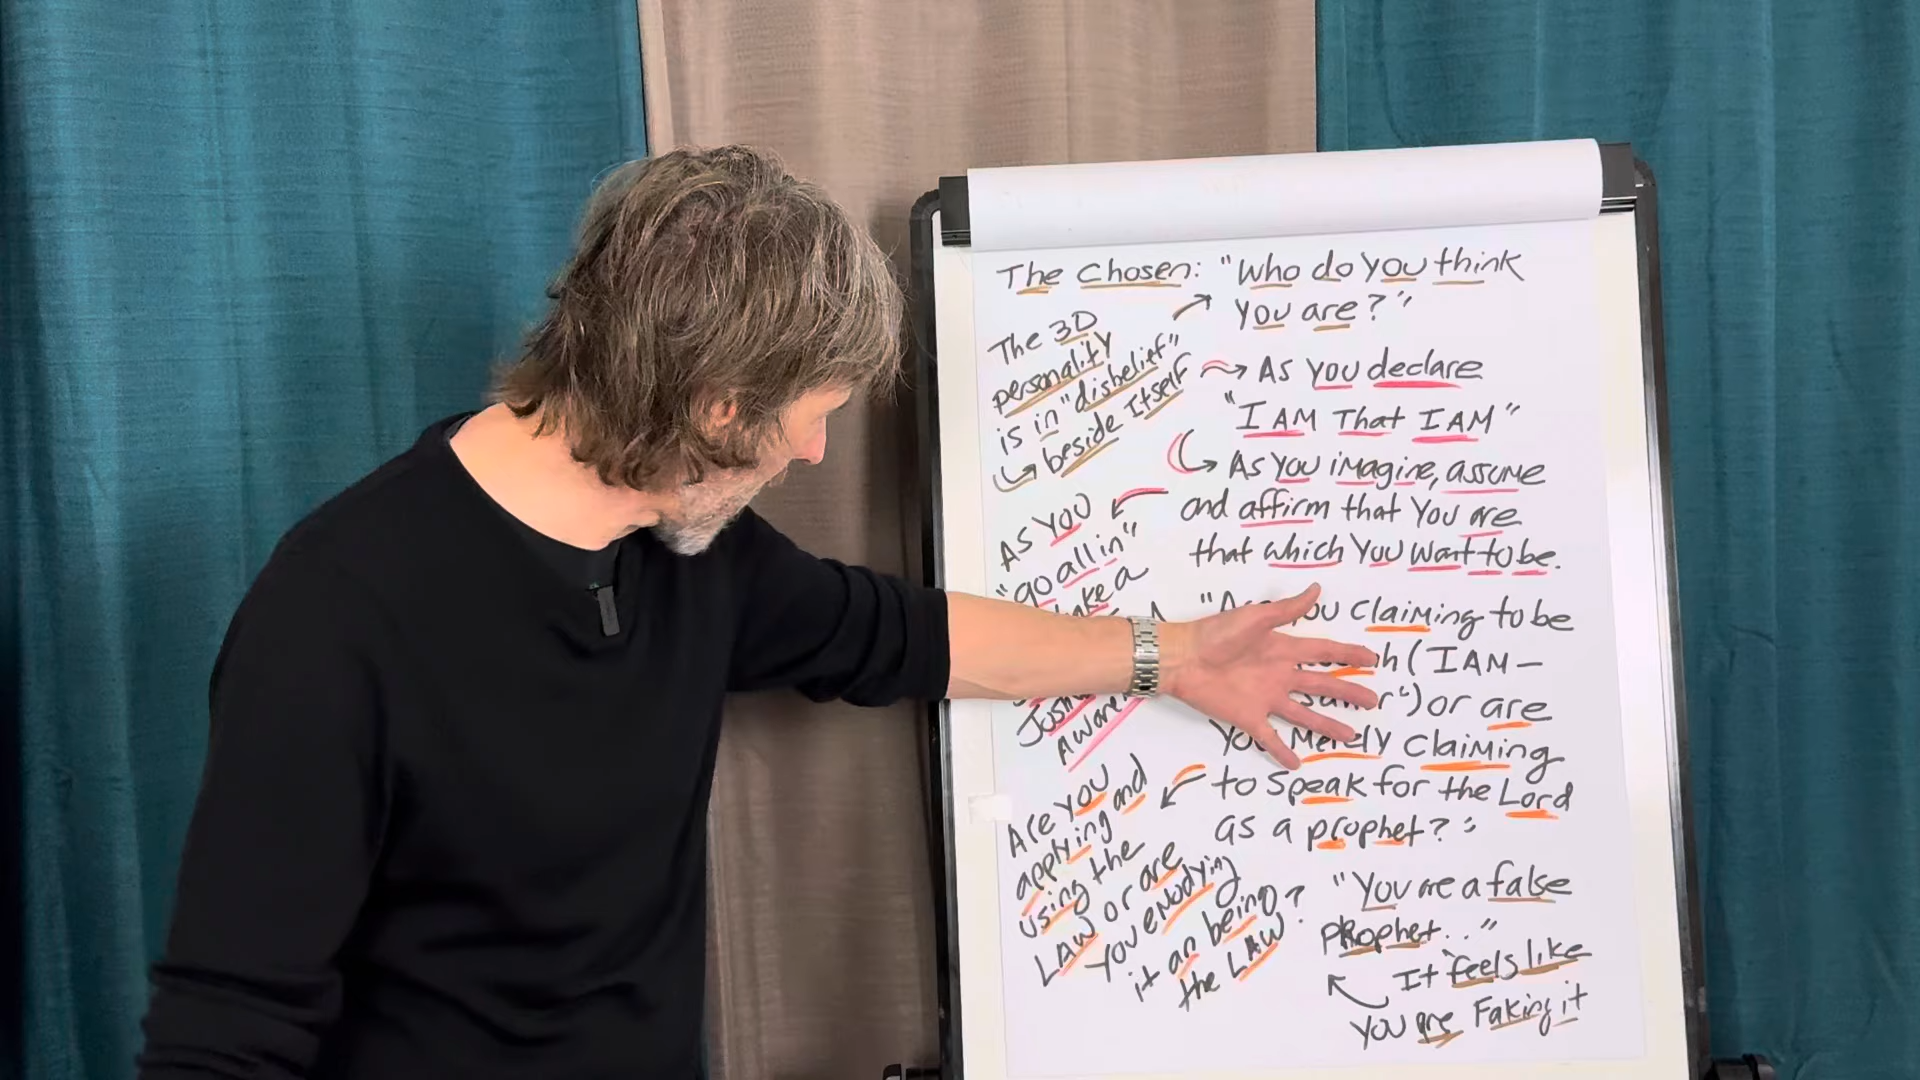 The Chosen: "Who do you think
You are?"
The 3D
personality
is in "disbelief"
beside Itself
As you declare
"I AM That I AM"
As you imagine, assume
and affirm that you are
that which you want to be.
As you
"go all in"
a
"
you claiming to be
(I AM –
or are
you merely claiming
to speak for the Lord
as a prophet?"
Are you
applying and
using the
LAW or are
you emodying
it an being
the LAW?
"You are a false
prophet.."
It feels like
you are Faking it